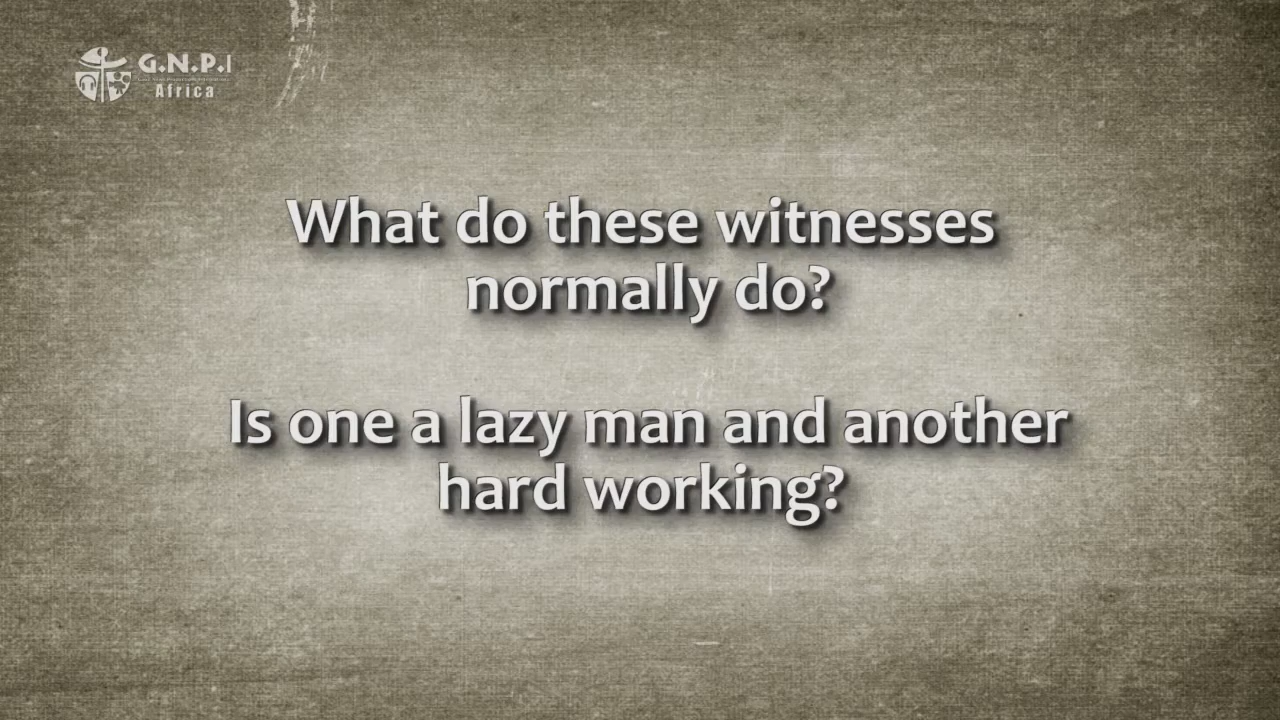 G.N.P.I
Africa
What do these witnesses
normally do?
Is one a lazy man and another
hard working?